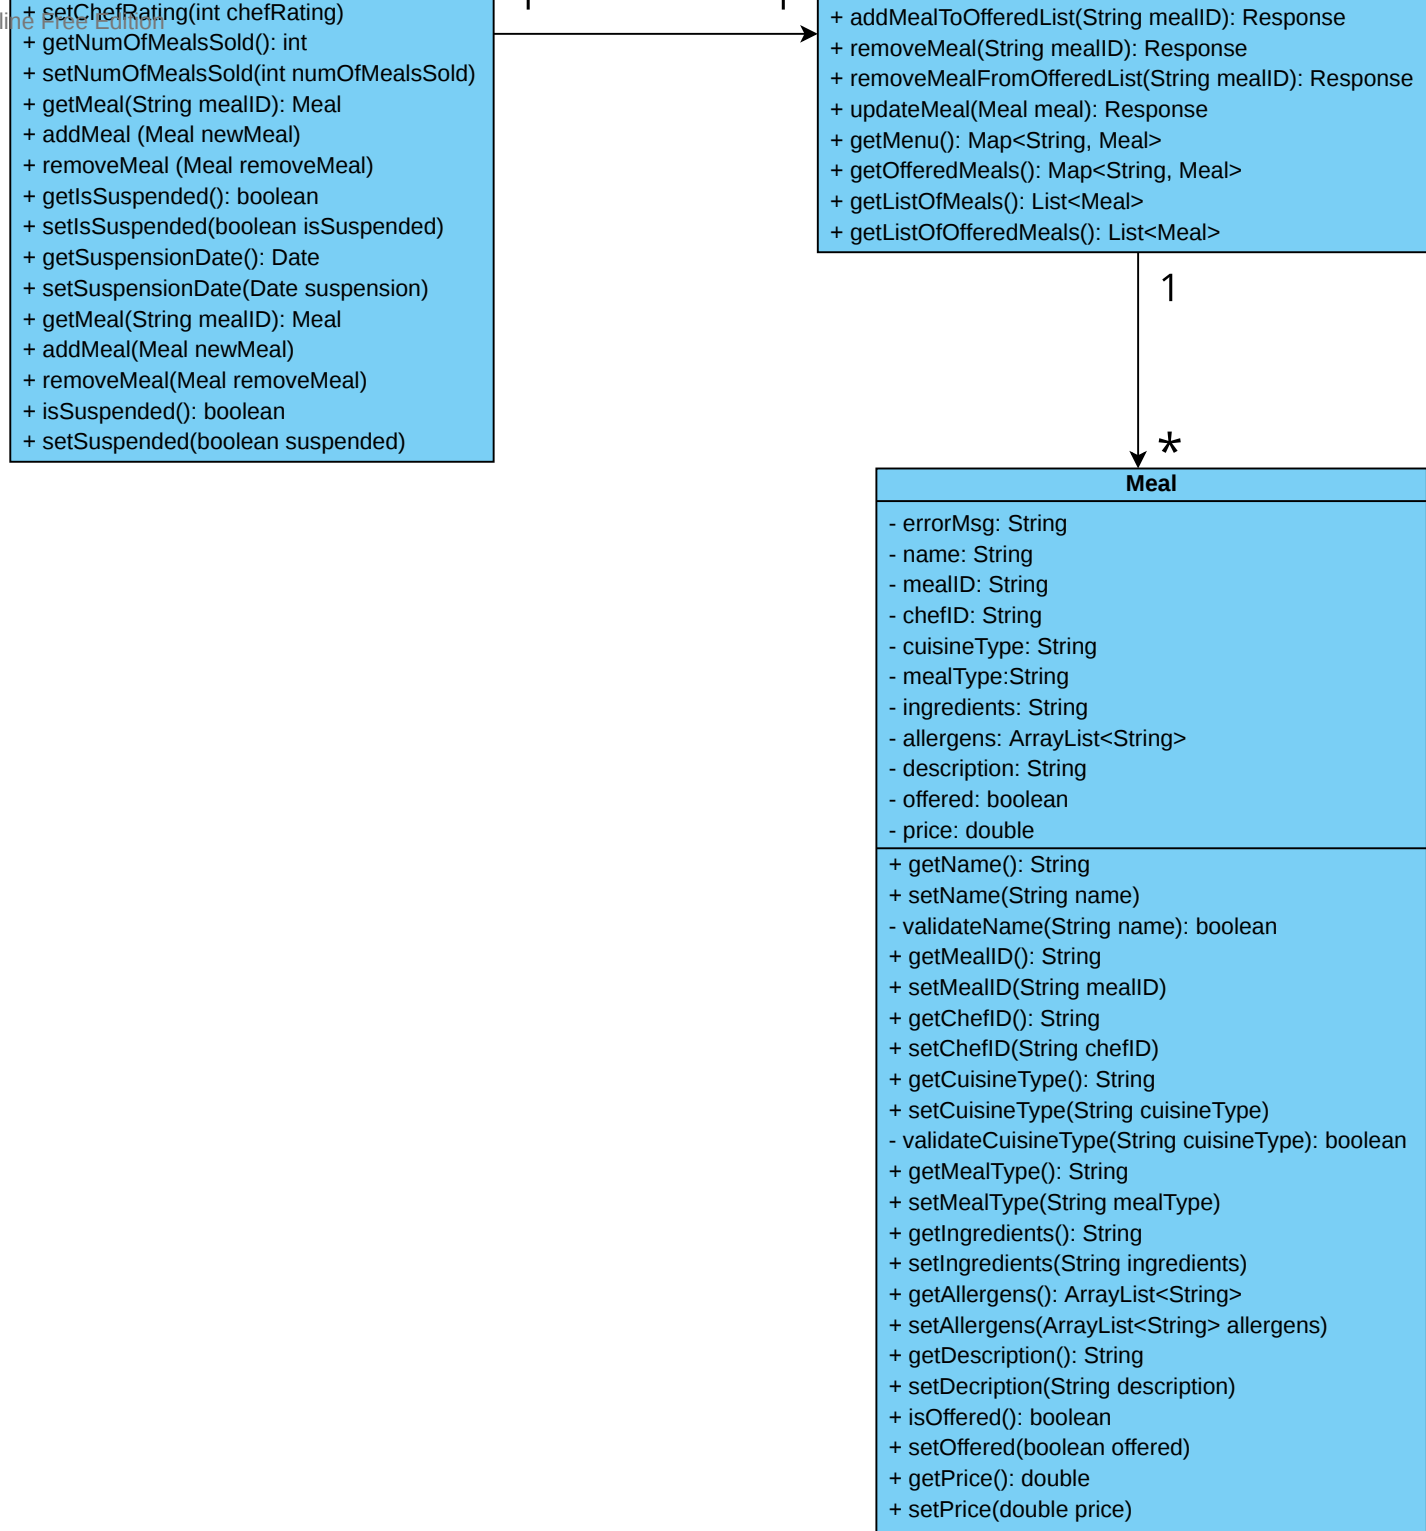 + setChefRating(int chefRating)
line Free Edition
+ getNumOfMealsSold(): int
+ setNumOfMealsSold(int numOfMealsSold)
+ getMeal(String mealID): Meal
+ addMeal (Meal newMeal)
+ removeMeal (Meal removeMeal)
+ getIsSuspended(): boolean
+ setIsSuspended(boolean isSuspended)
+ getSuspensionDate(): Date
+ setSuspensionDate(Date suspension)
+ getMeal(String mealID): Meal
+ addMeal(Meal newMeal)
+ removeMeal(Meal removeMeal)
+ isSuspended(): boolean
+ setSuspended(boolean suspended)
+ addMealToOfferedList(String mealID): Response
+ removeMeal(String mealID): Response
+ removeMealFromOfferedList(String mealID): Response
+ updateMeal(Meal meal): Response
+ getMenu(): Map<String, Meal>
+ getOfferedMeals(): Map<String, Meal>
+ getListOfMeals(): List<Meal>
+ getListOfOfferedMeals(): List<Meal>
1
*
Meal
- errorMsg: String
- name: String
- mealID: String
- chefID: String
- cuisineType: String
- mealType:String
- ingredients: String
- allergens: ArrayList<String>
- description: String
- offered: boolean
- price: double
+ getName(): String
+ setName(String name)
- validateName(String name): boolean
+ getMealID(): String
+ setMealID(String mealID)
+ getChefID(): String
+ setChefID(String chefID)
+ getCuisineType(): String
+ setCuisineType(String cuisineType)
- validateCuisineType(String cuisineType): boolean
+ getMealType(): String
+ setMealType(String mealType)
+ getIngredients(): String
+ setIngredients(String ingredients)
+ getAllergens(): ArrayList<String>
+ setAllergens(ArrayList<String> allergens)
+ getDescription(): String
+ setDecription(String description)
+ isOffered(): boolean
+ setOffered(boolean offered)
+ getPrice(): double
+ setPrice(double price)